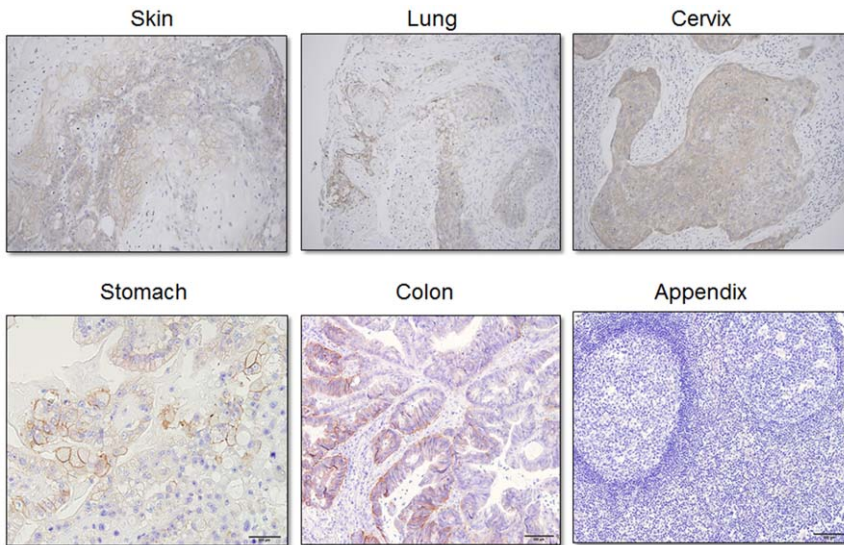 Skin
Lung
Cervix
Stomach
Colon
Appendix